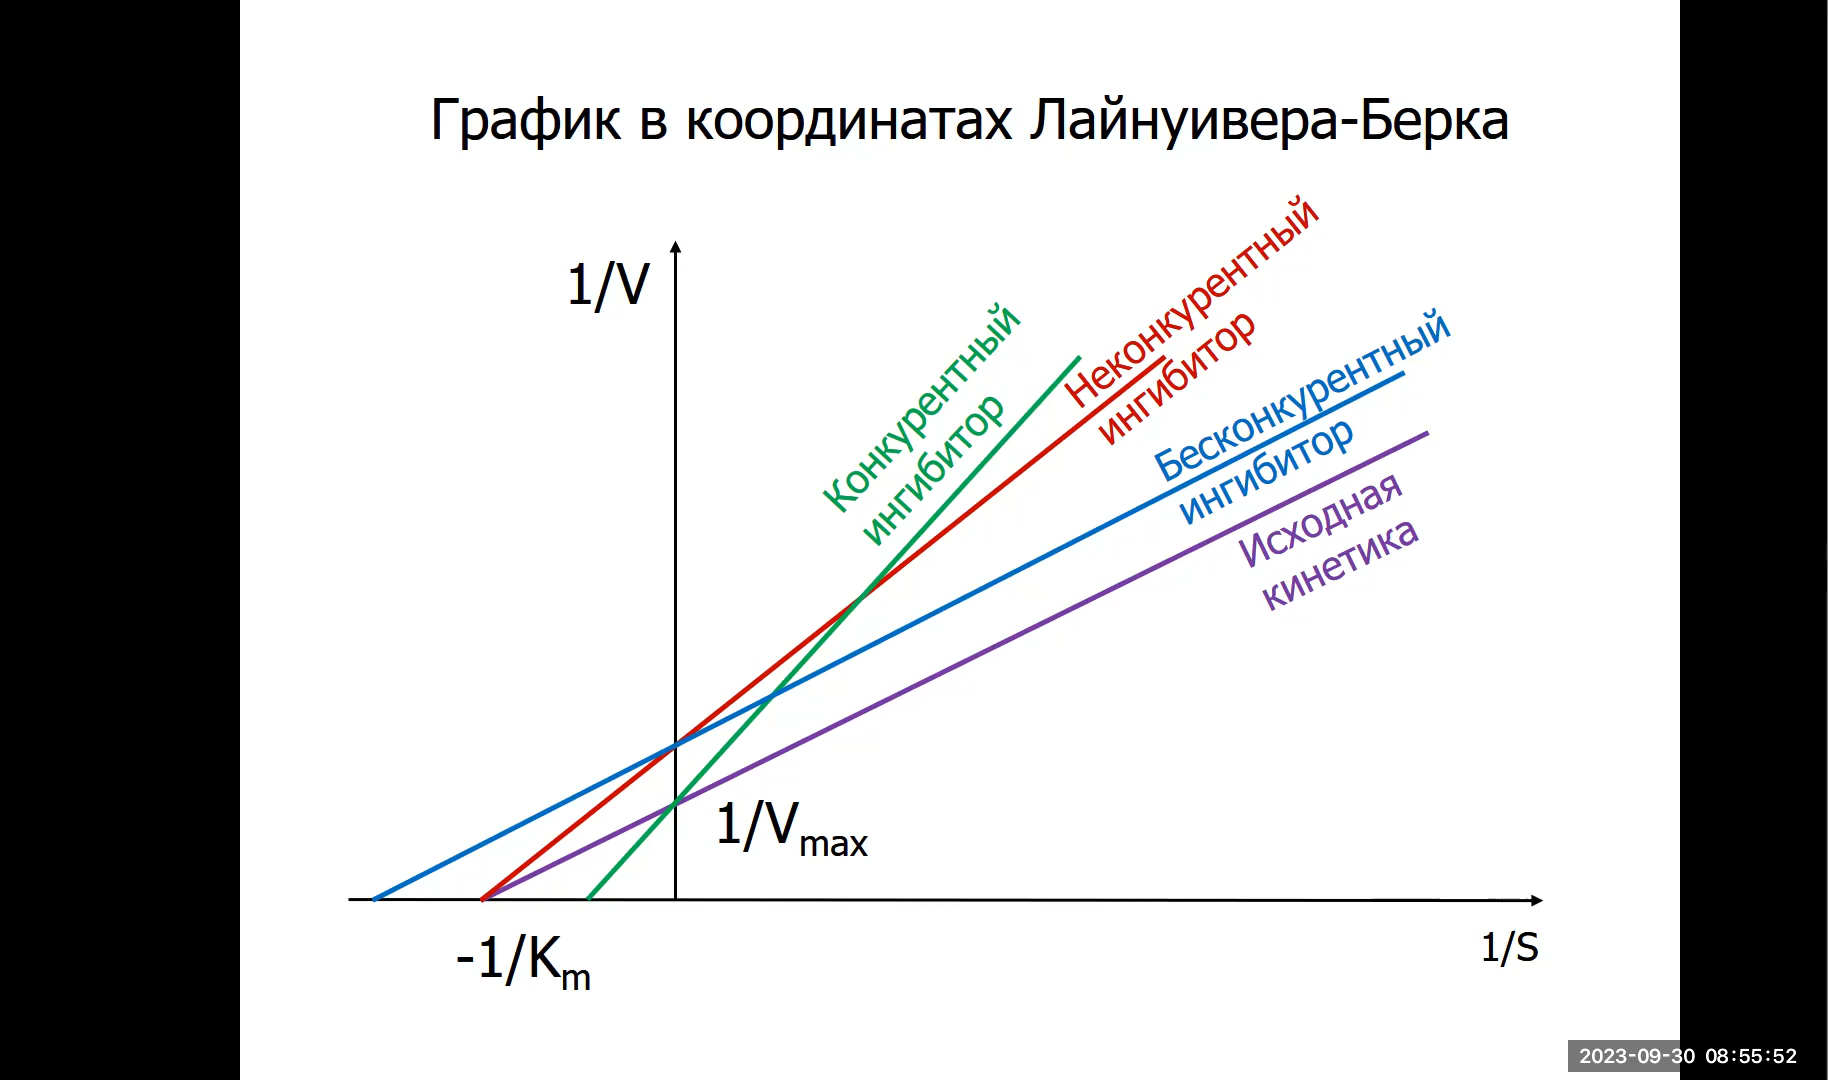 График в координатах Лайнуивера-Берка
1/V
Конкурентный
ингибитор
Неконкурентный
ингибитор
Бесконкурентный
ингибитор
Исходная
кинетика
1/Vmax
-1/Km
1/S
2023-09-30 08:55:52